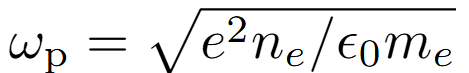 ω_p = √(e²n_e/ϵ₀m_e)